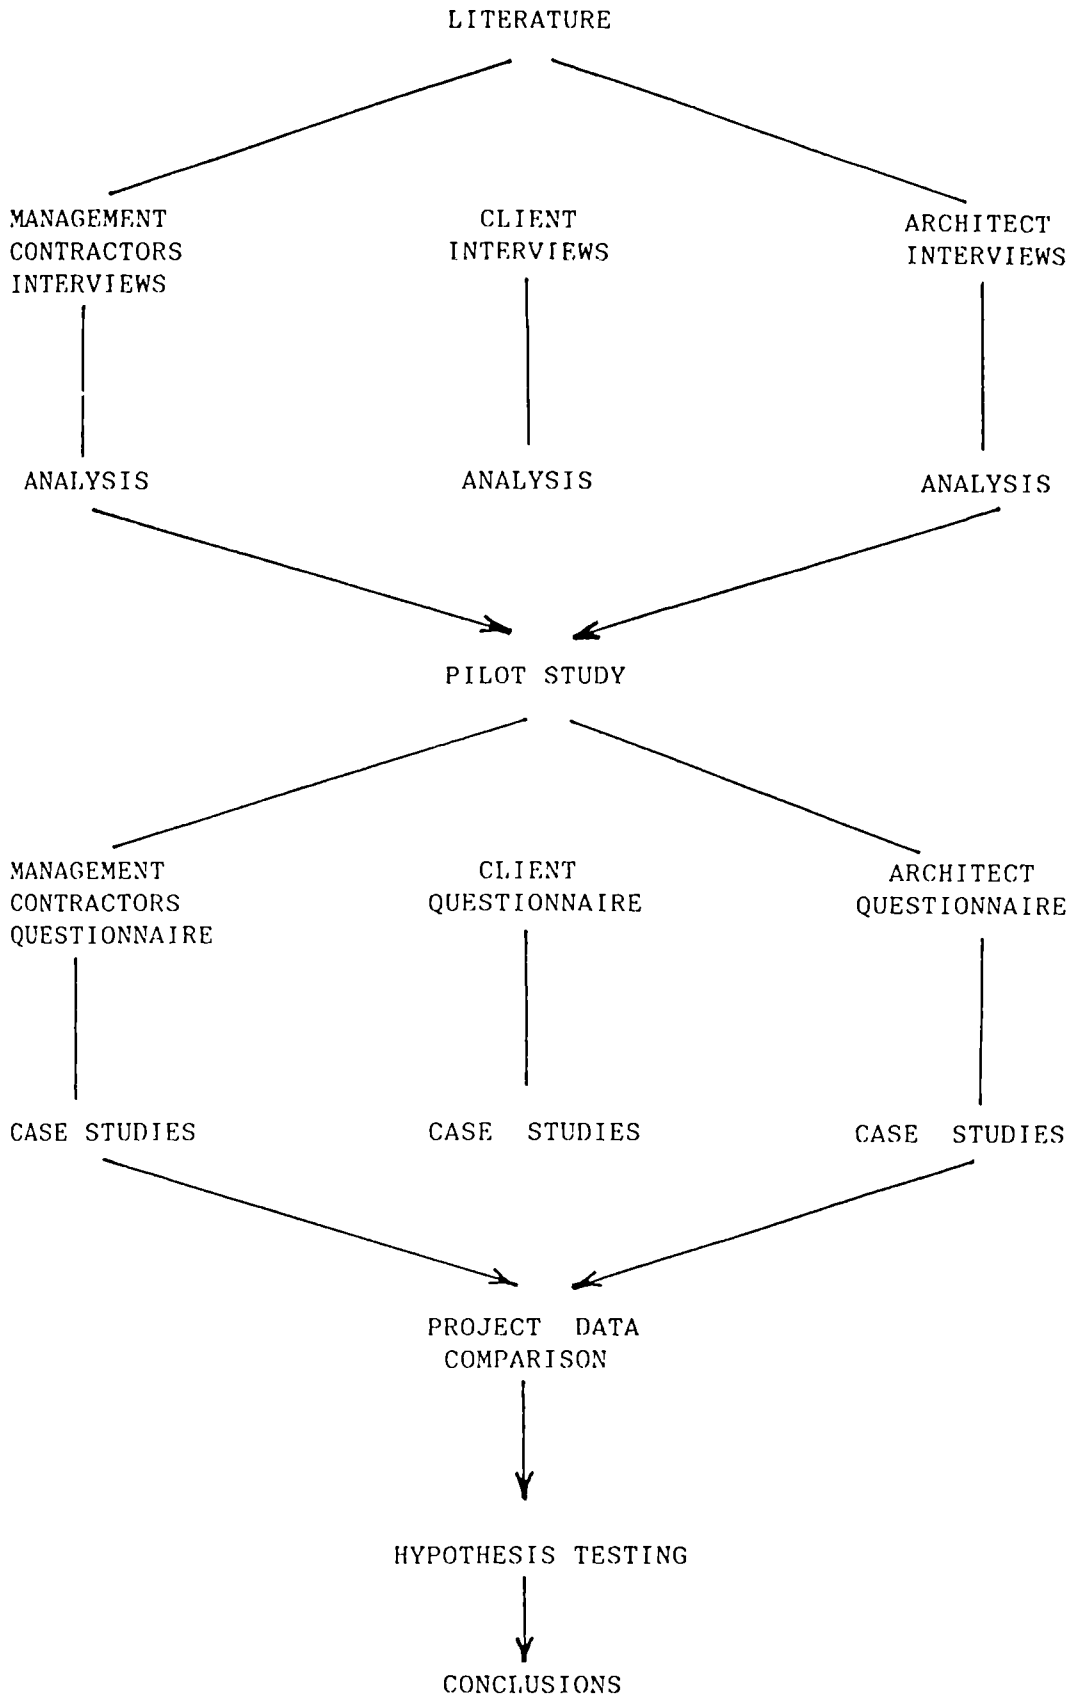 LITERATURE
MANAGEMENT
CONTRACTORS
INTERVIEWS
CLIENT
INTERVIEWS
ARCHITECT
INTERVIEWS
ANALYSIS
ANALYSIS
ANALYSIS
PILOT STUDY
MANAGEMENT
CONTRACTORS
QUESTIONNAIRE
CLIENT
QUESTIONNAIRE
ARCHITECT
QUESTIONNAIRE
CASE STUDIES
CASE STUDIES
CASE STUDIES
PROJECT DATA
COMPARISON
HYPOTHESIS TESTING
CONCLUSIONS